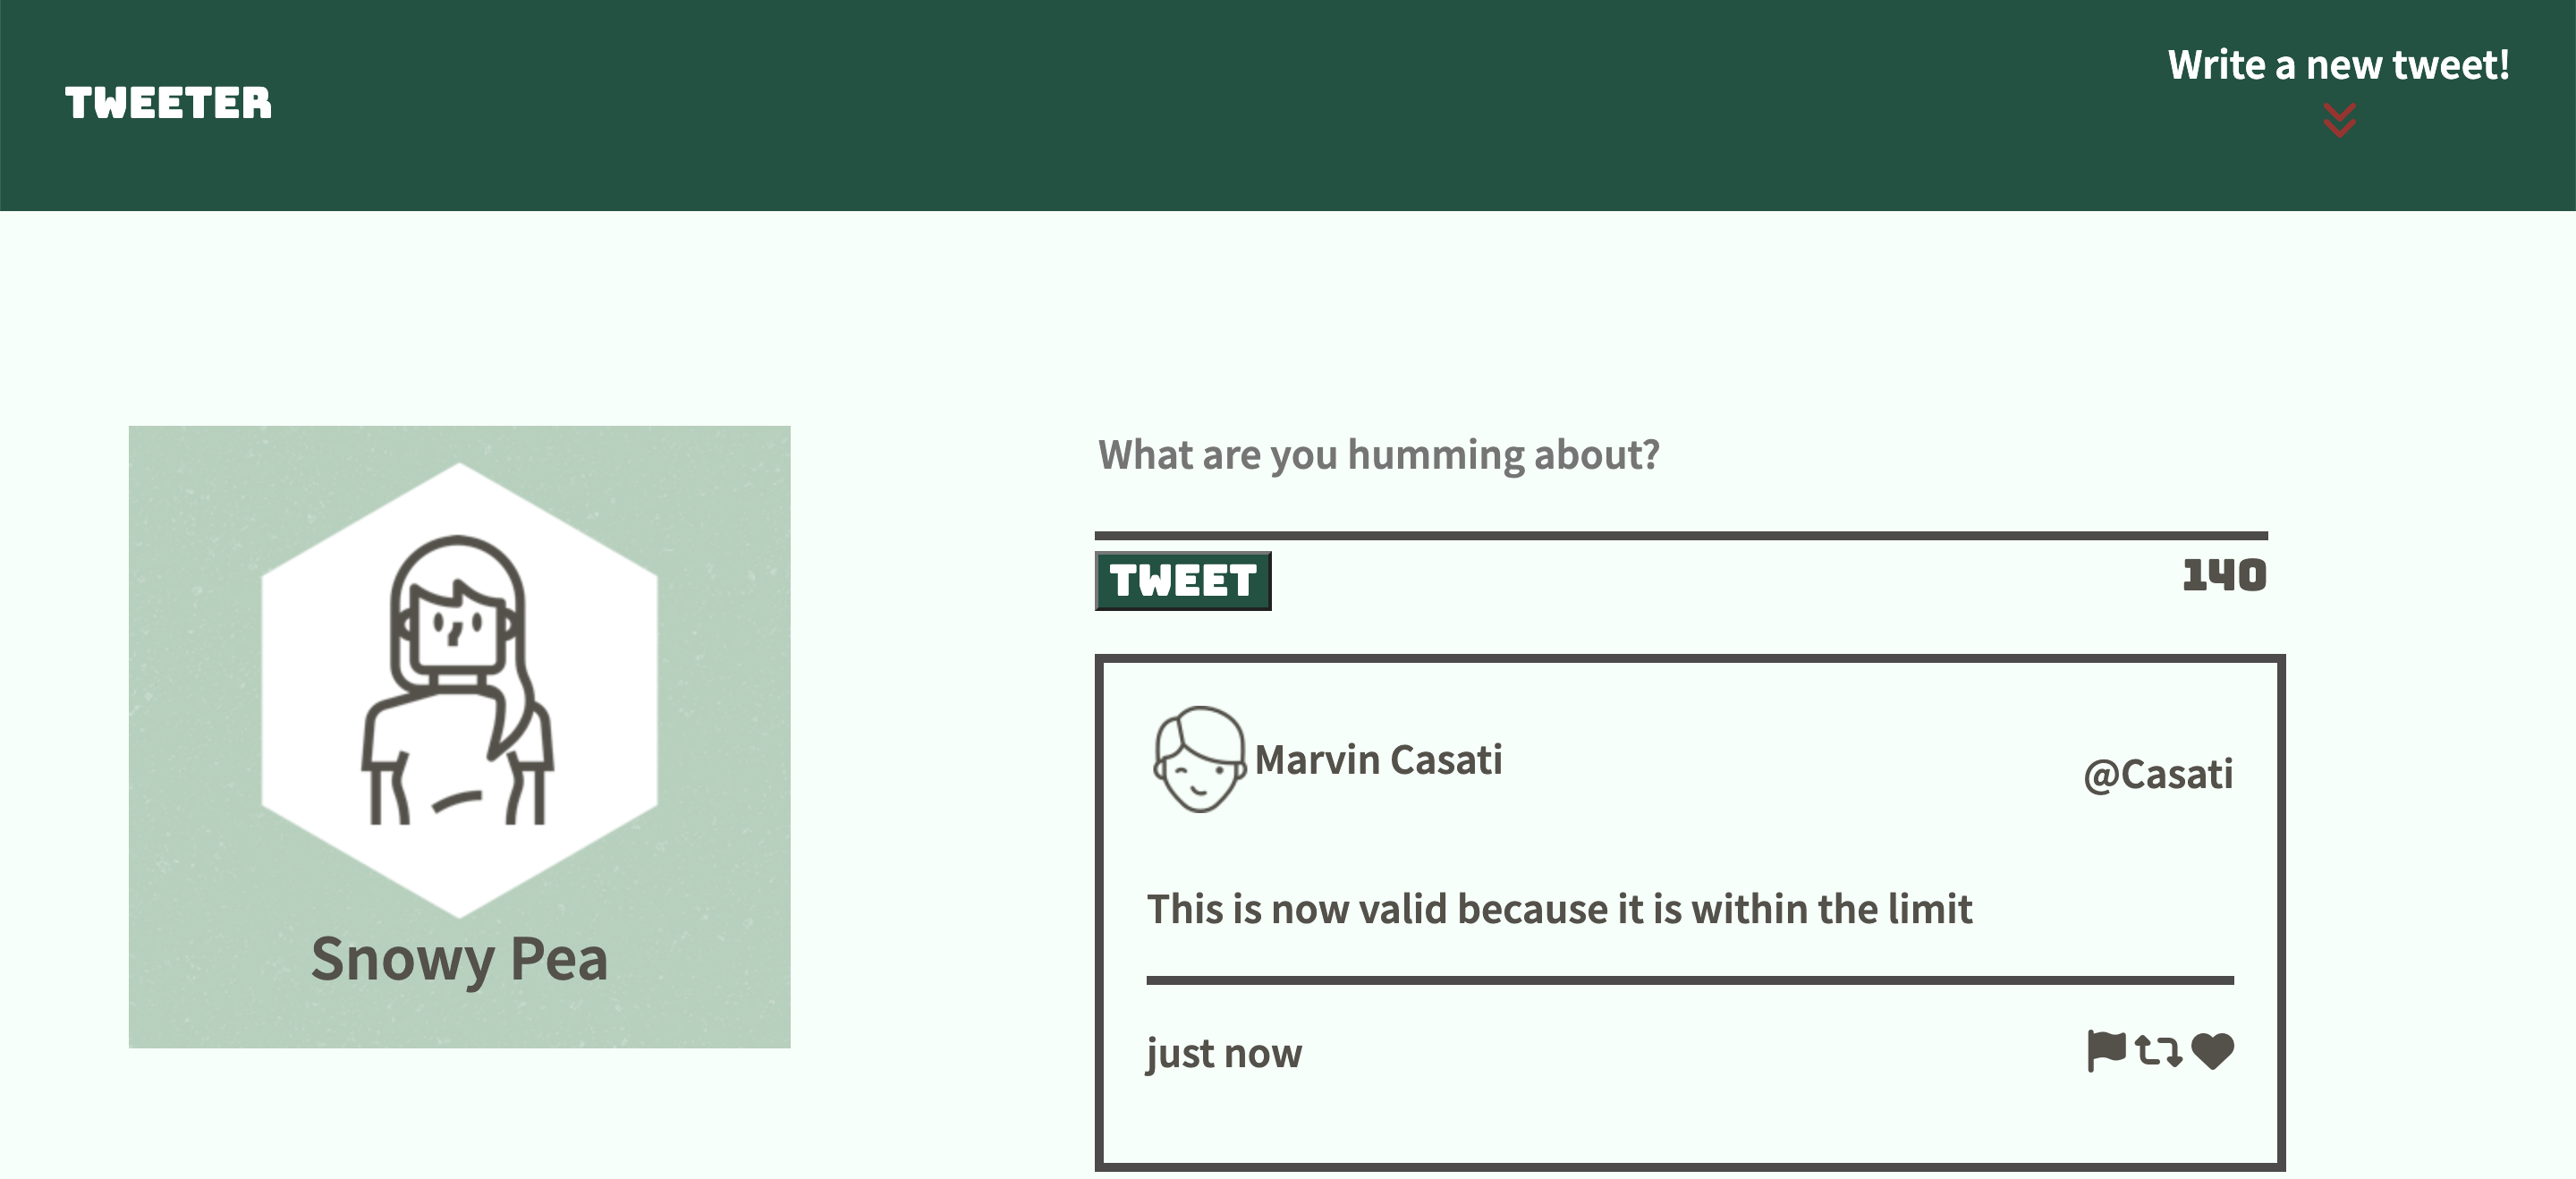 TWEETER
Write a new tweet!
Snowy Pea
What are you humming about?
TWEET
140
Marvin Casati
@Casati
This is now valid because it is within the limit
just now